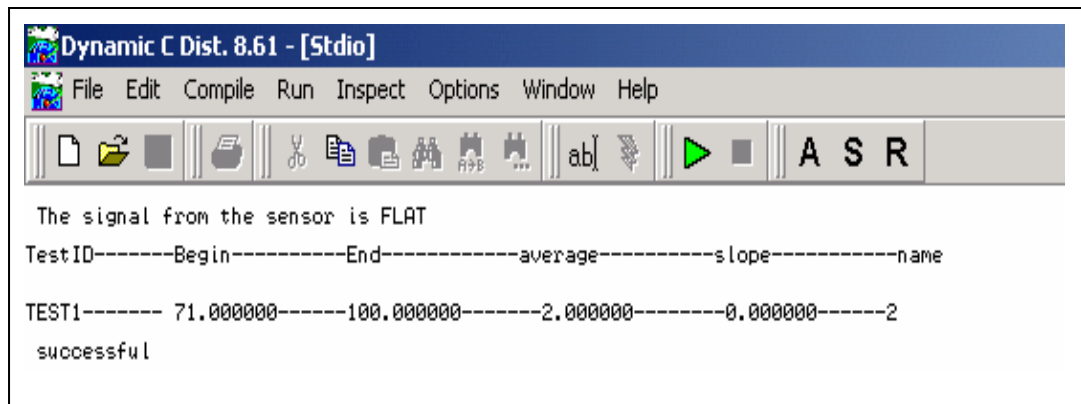 Dynamic C Dist. 8.61 - [Stdio]
File Edit Compile Run Inspect Options Window Help
A→B ab A S R
The signal from the sensor is FLAT
TestID-------Begin----------End------------average----------slope-----------name
TEST1------- 71.000000------100.000000-------2.000000--------0.000000------2
successful